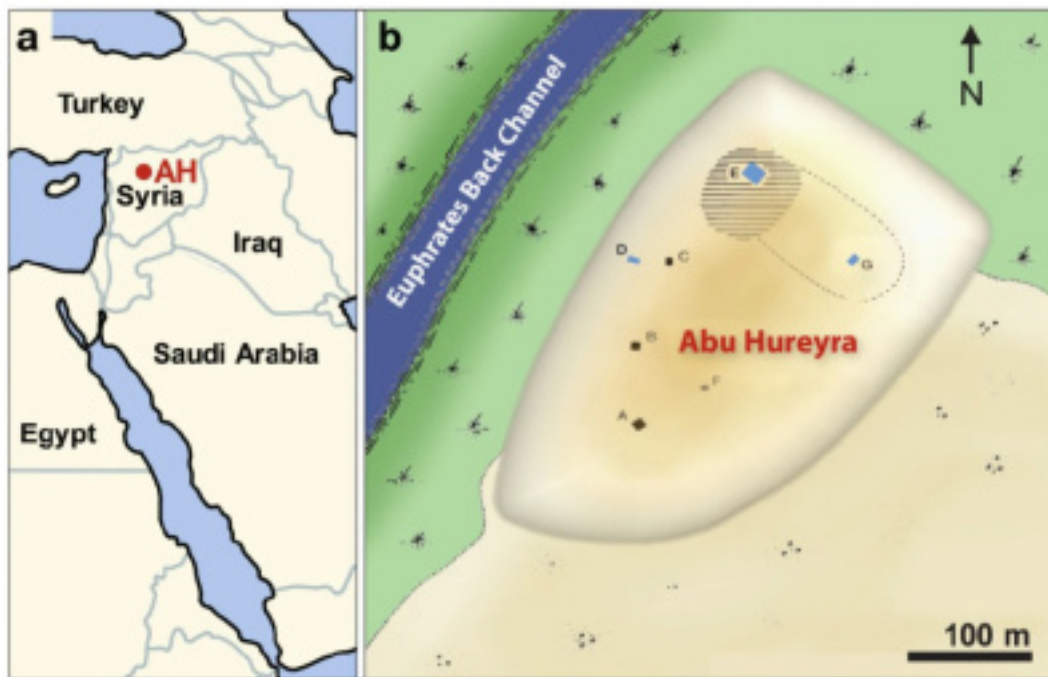 a
Turkey
AH
Syria
Iraq
Saudi Arabia
Egypt
b
N
Euphrates Back Channel
E
D
C
G
B
Abu Hureyra
F
A
100 m